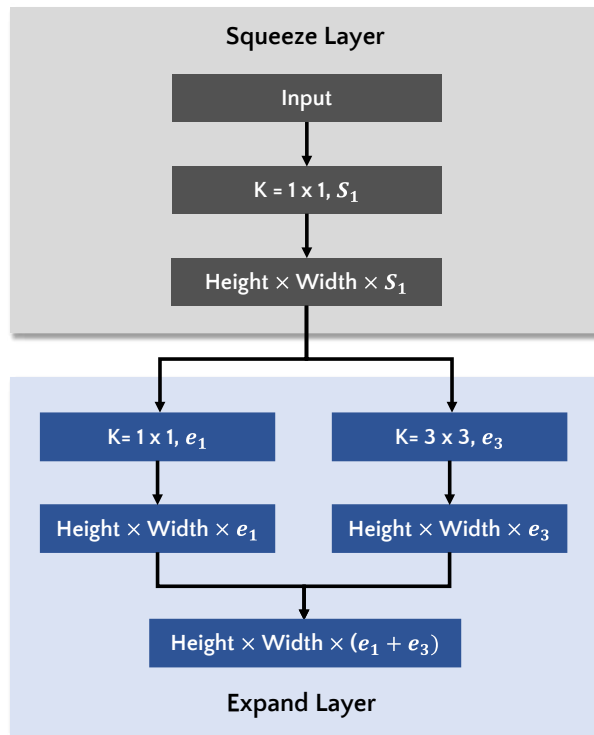 Squeeze Layer
Input
K = 1 x 1, S₁
Height × Width × S₁
K= 1 x 1, e₁
K= 3 x 3, e₃
Height × Width × e₁
Height × Width × e₃
Height × Width × (e₁ + e₃)
Expand Layer